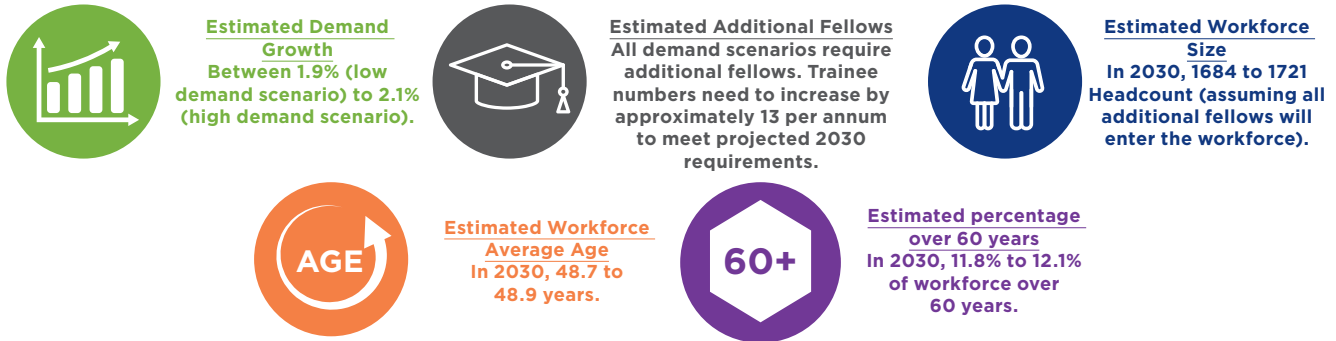 Estimated Demand
Growth
Between 1.9% (low
demand scenario) to 2.1%
(high demand scenario).
Estimated Additional Fellows
All demand scenarios require
additional fellows. Trainee
numbers need to increase by
approximately 13 per annum
to meet projected 2030
requirements.
Estimated Workforce
Size
In 2030, 1684 to 1721
Headcount (assuming all
additional fellows will
enter the workforce).
AGE
Estimated Workforce
Average Age
In 2030, 48.7 to
48.9 years.
60+
Estimated percentage
over 60 years
In 2030, 11.8% to 12.1%
of workforce over
60 years.